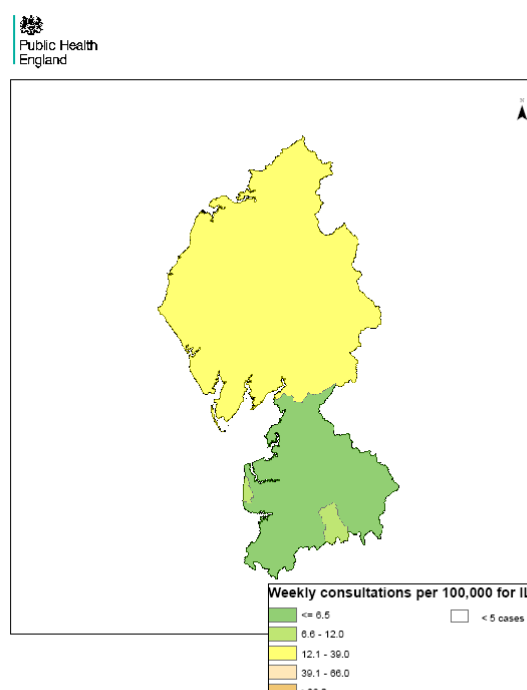 Public Health
England
N
Weekly consultations per 100,000 for IL
<= 6.5
< 5 cases
6.6 - 12.0
12.1 - 39.0
39.1 - 66.0